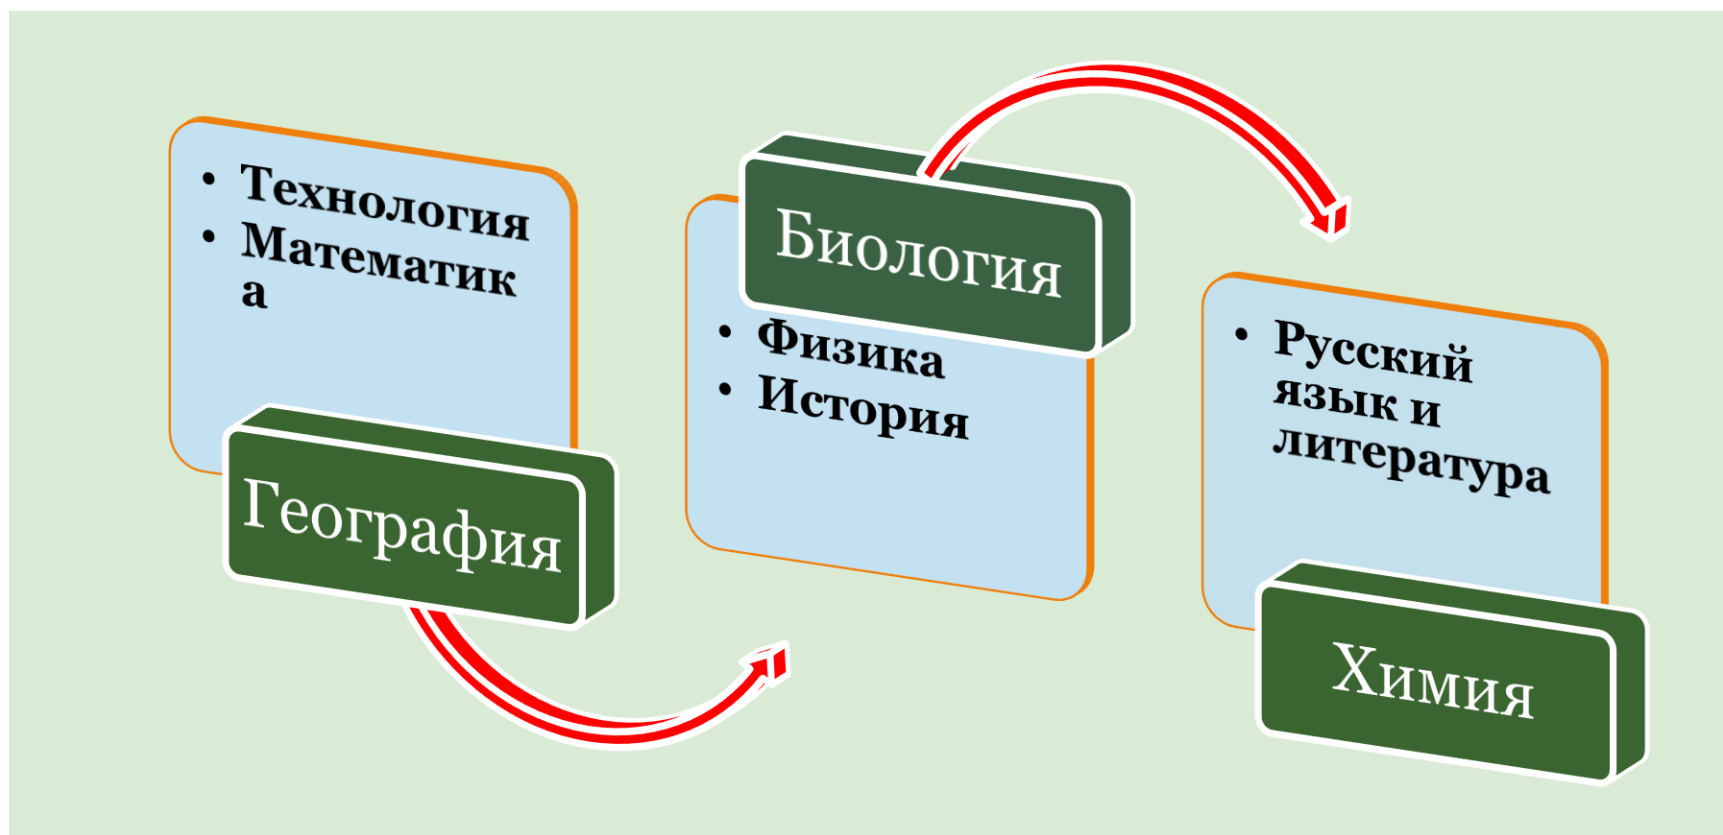 Технология
Математик
а
География
Биология
Физика
История
Русский
язык и
литература
Химия